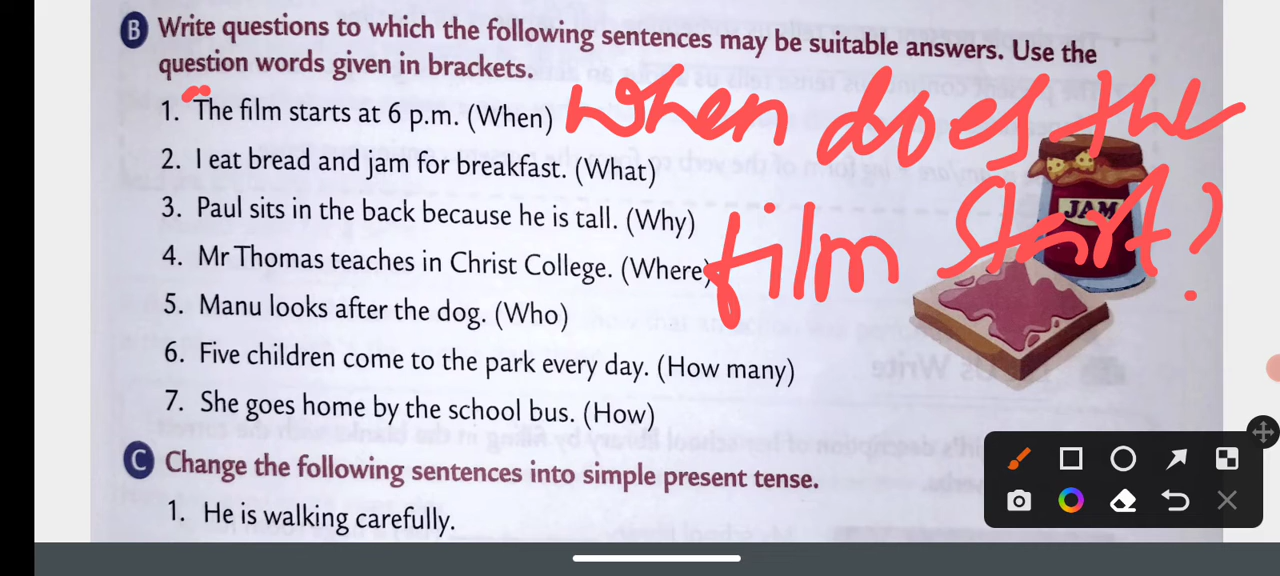 B Write questions to which the following sentences may be suitable answers. Use the
question words given in brackets.
1. The film starts at 6 p.m. (When) When does the
2. I eat bread and jam for breakfast. (What)
JAM
3. Paul sits in the back because he is tall. (Why)
film start?
4. Mr Thomas teaches in Christ College. (Where)
5. Manu looks after the dog. (Who)
6. Five children come to the park every day. (How many)
7. She goes home by the school bus. (How)
C Change the following sentences into simple present tense.
1. He is walking carefully.